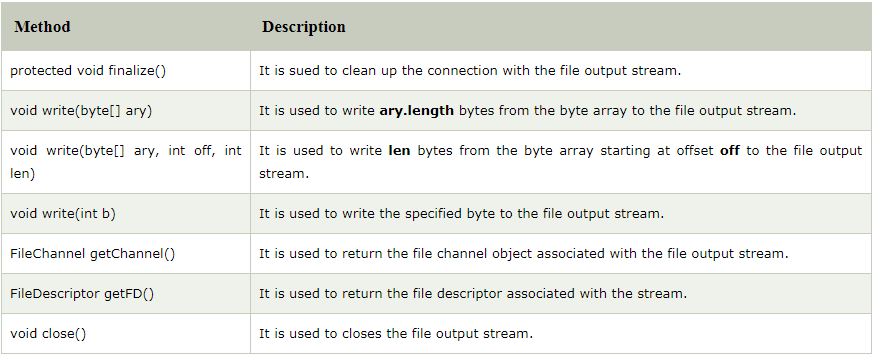 Method Description
protected void finalize() It is sued to clean up the connection with the file output stream.
void write(byte[] ary) It is used to write ary.length bytes from the byte array to the file output stream.
void write(byte[] ary, int off, int It is used to write len bytes from the byte array starting at offset off to the file output
len) stream.
void write(int b) It is used to write the specified byte to the file output stream.
FileChannel getChannel() It is used to return the file channel object associated with the file output stream.
FileDescriptor getFD() It is used to return the file descriptor associated with the stream.
void close() It is used to closes the file output stream.